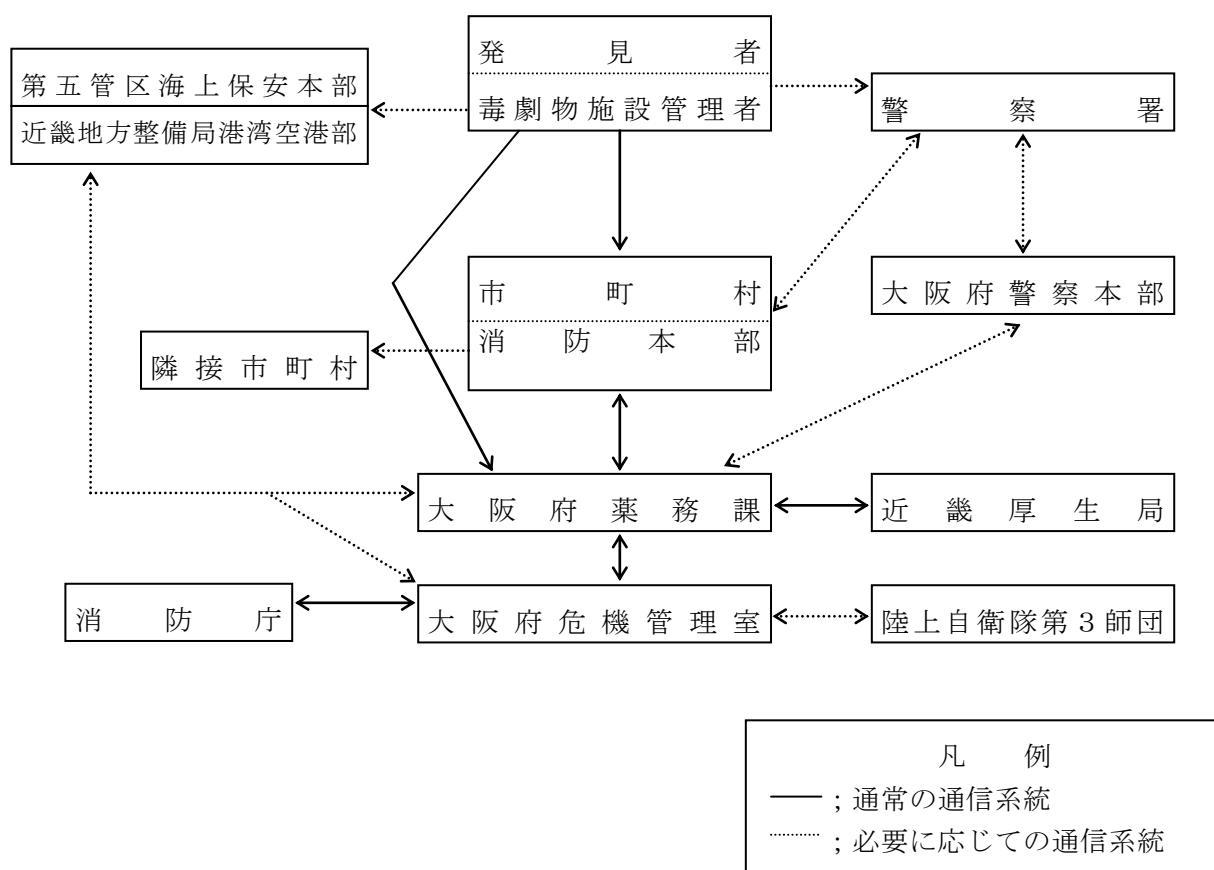 発見者
毒劇物施設管理者
第五管区海上保安本部
近畿地方整備局港湾空港部
警察署
市町村
消防本部
大阪府警察本部
隣接市町村
大阪府薬務課
近畿厚生局
消防庁
大阪府危機管理室
陸上自衛隊第3師団
凡例
;通常の通信系統
;必要に応じての通信系統